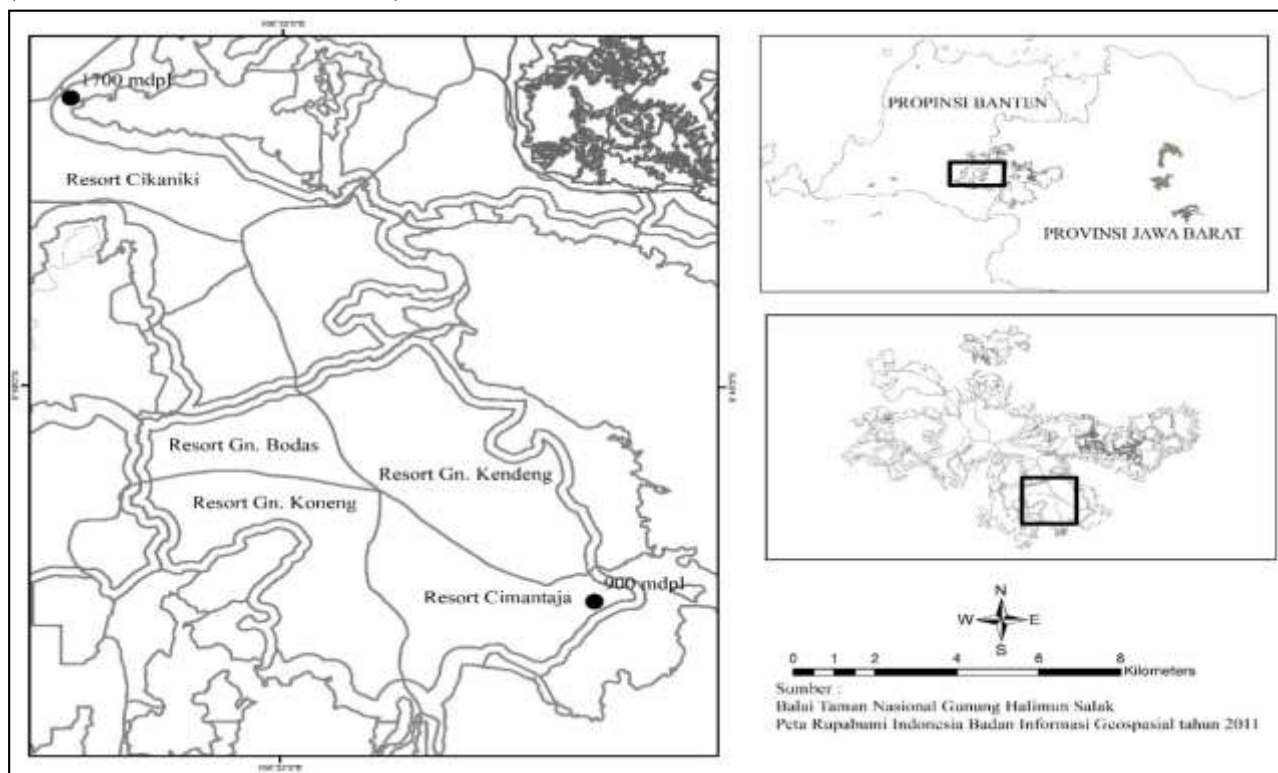 1700 mdpl
Resort Cikaniki
Resort Gn. Bodas
Resort Gn. Kendeng
Resort Gn. Koneng
900 mdpl
Resort Cimantaja
PROPINSI BANTEN
PROVINSI JAWA BARAT
N
W E
S
0 1 2 4 6 8
Kilometers
Sumber :
Balai Taman Nasional Gunung Halimun Salak
Peta Rupabumi Indonesia Badan Informasi Geospasial tahun 2011